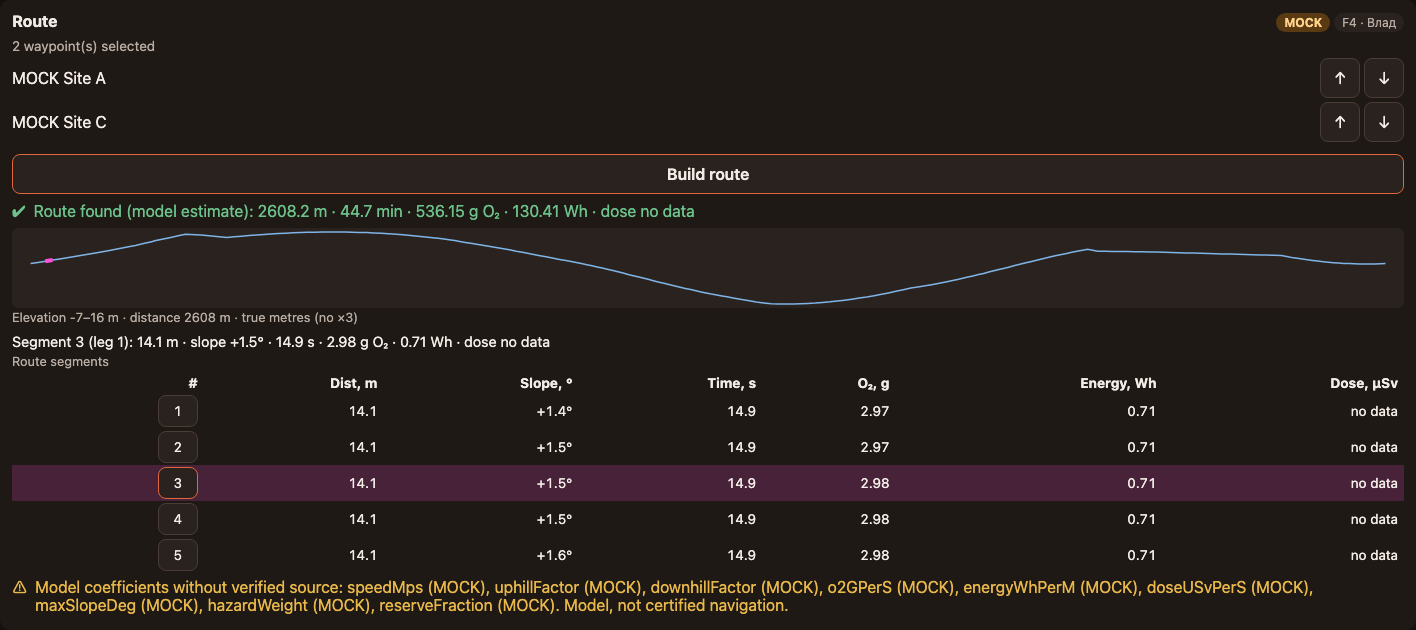 Route
MOCK F4 · Влад
2 waypoint(s) selected
MOCK Site A
↑ ↓
MOCK Site C
↑ ↓
Build route
✔ Route found (model estimate): 2608.2 m · 44.7 min · 536.15 g O₂ · 130.41 Wh · dose no data
Elevation -7–16 m · distance 2608 m · true metres (no ×3)
Segment 3 (leg 1): 14.1 m · slope +1.5° · 14.9 s · 2.98 g O₂ · 0.71 Wh · dose no data
Route segments
# Dist, m Slope, ° Time, s O₂, g Energy, Wh Dose, µSv
1 14.1 +1.4° 14.9 2.97 0.71 no data
2 14.1 +1.5° 14.9 2.97 0.71 no data
3 14.1 +1.5° 14.9 2.98 0.71 no data
4 14.1 +1.5° 14.9 2.98 0.71 no data
5 14.1 +1.6° 14.9 2.98 0.71 no data
⚠ Model coefficients without verified source: speedMps (MOCK), uphillFactor (MOCK), downhillFactor (MOCK), o2GPerS (MOCK), energyWhPerM (MOCK), doseUSvPerS (MOCK),
maxSlopeDeg (MOCK), hazardWeight (MOCK), reserveFraction (MOCK). Model, not certified navigation.